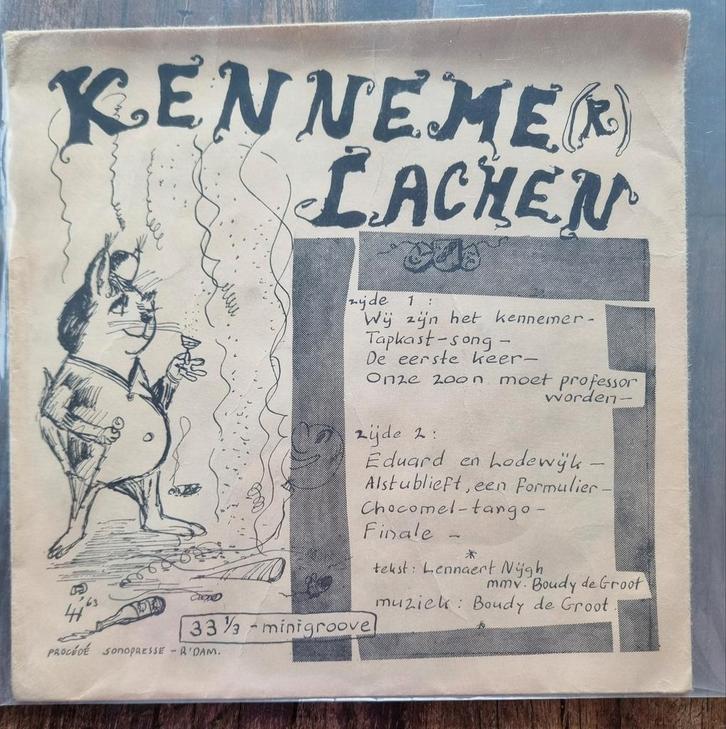 KENNEME(R)
LACHEN
zijde 1 :
Wij zijn het kennemer-
Tapkast-song -
De eerste keer-
Onze zoon moet professor
worden-
zijde 2 :
Eduard en Lodewijk -
Alstublieft, een formulier-
Chocomel-tango-
Finale -
*
tekst: Lennaert Nijgh
mmv. Boudy de Groot
muziek : Boudy de Groot
*
'63
33 1/3 - minigroove
PROCÉDÉ SONOPRESSE - R'DAM.